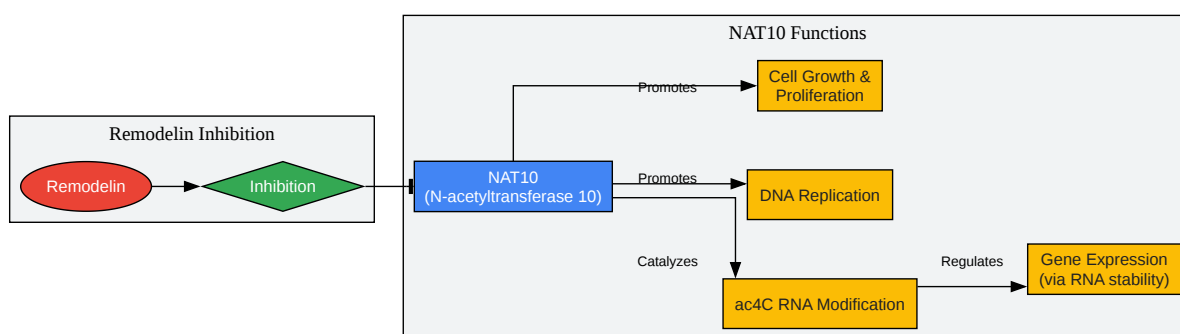 NAT10 Functions
Cell Growth &
Proliferation
Promotes
Remodelin Inhibition
Remodelin
Inhibition
NAT10
(N-acetyltransferase 10)
Promotes
DNA Replication
Catalyzes
ac4C RNA Modification
Regulates
Gene Expression
(via RNA stability)